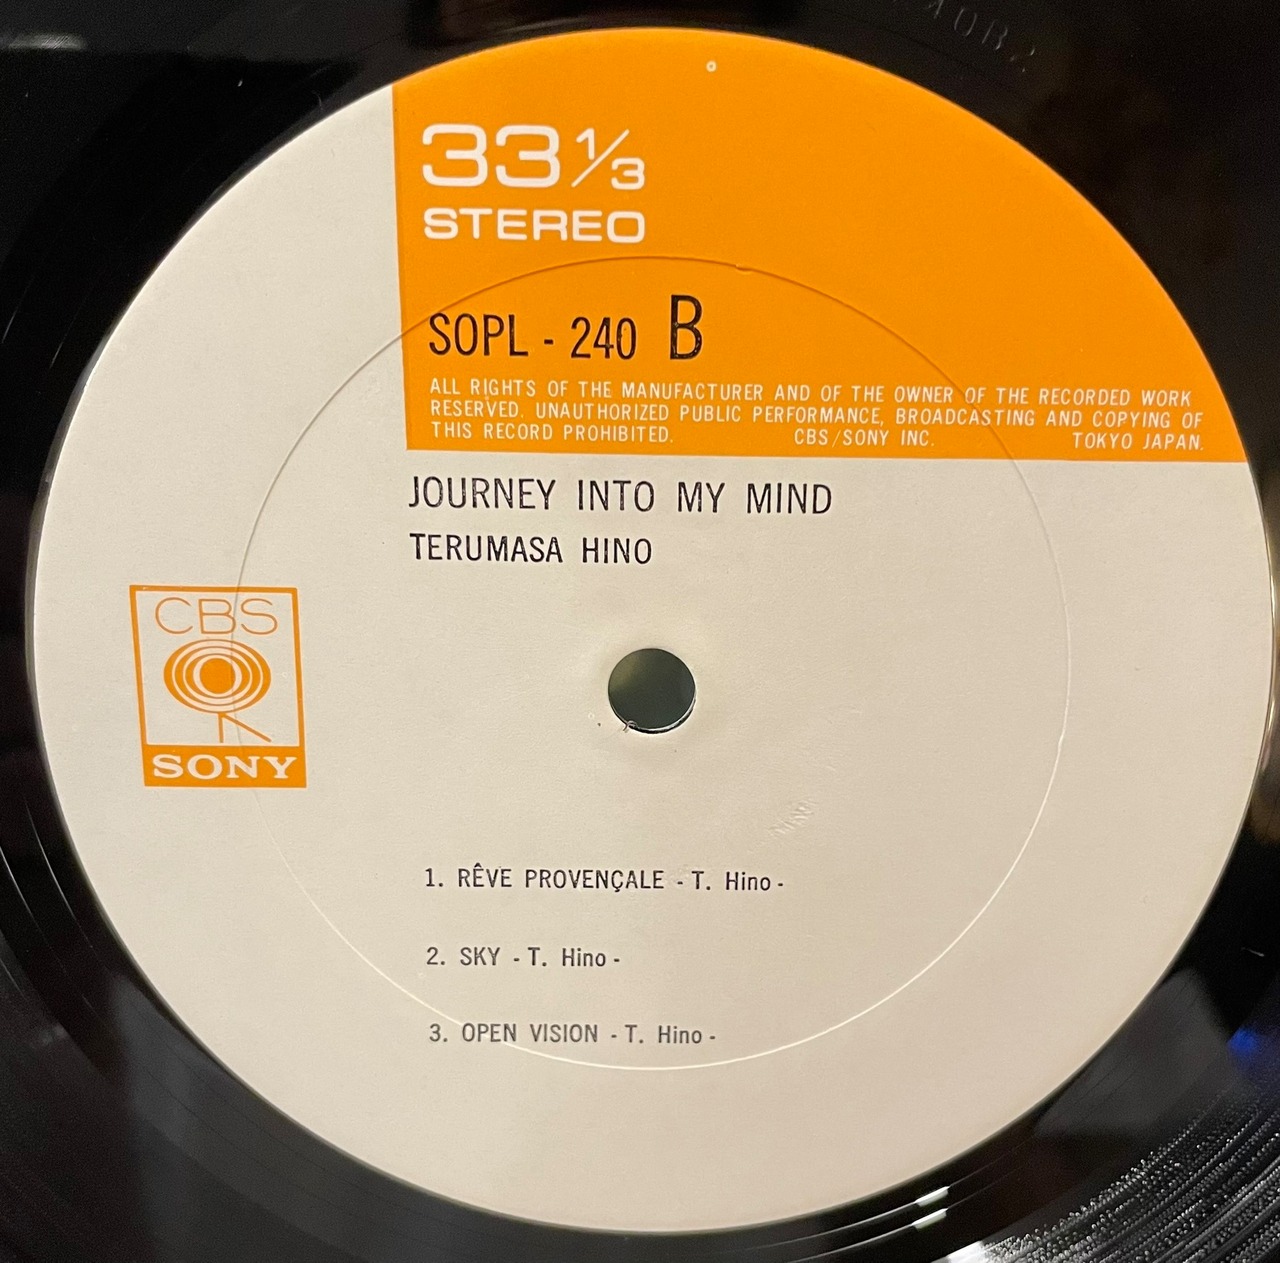 33 1/3
STEREO
SOPL - 240 B
ALL RIGHTS OF THE MANUFACTURER AND OF THE OWNER OF THE RECORDED WORK
RESERVED. UNAUTHORIZED PUBLIC PERFORMANCE, BROADCASTING AND COPYING OF
THIS RECORD PROHIBITED. CBS/SONY INC. TOKYO JAPAN.
JOURNEY INTO MY MIND
TERUMASA HINO
CBS
SONY
1. RÊVE PROVENÇALE - T. Hino -
2. SKY - T. Hino -
3. OPEN VISION - T. Hino -